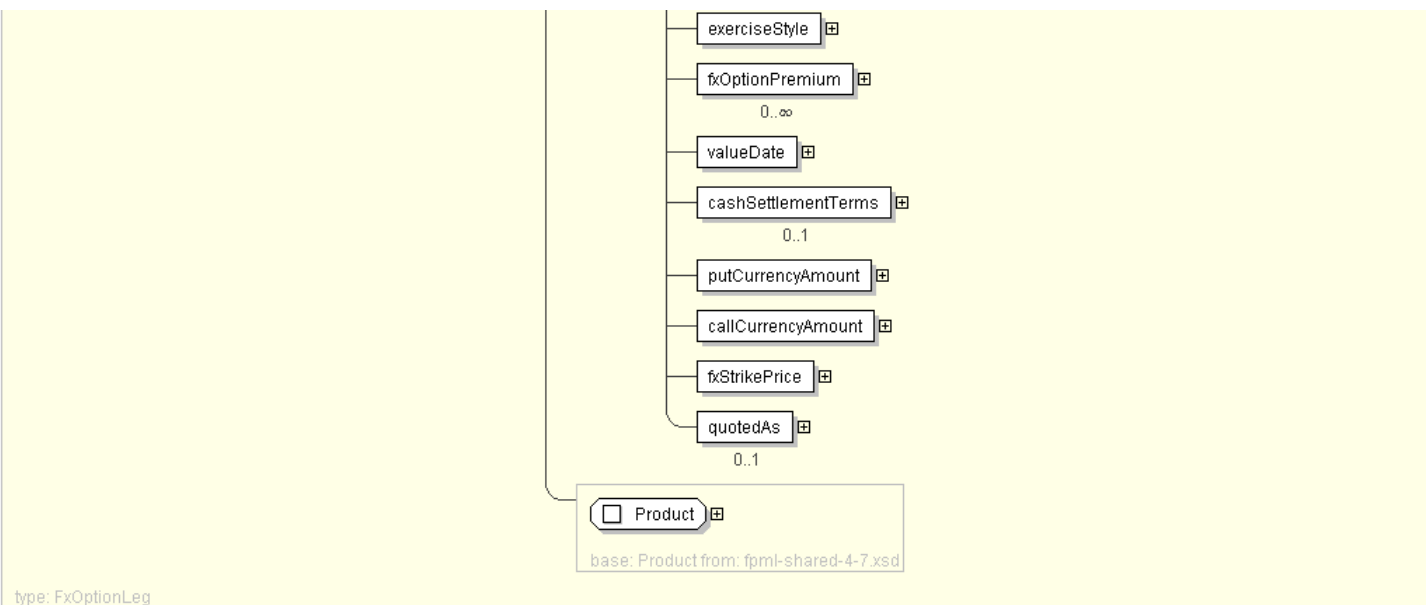 exerciseStyle
fxOptionPremium
0..∞
valueDate
cashSettlementTerms
0..1
putCurrencyAmount
callCurrencyAmount
fxStrikePrice
quotedAs
0..1
Product
base: Product from: fpml-shared-4-7.xsd
type: FxOptionLeg